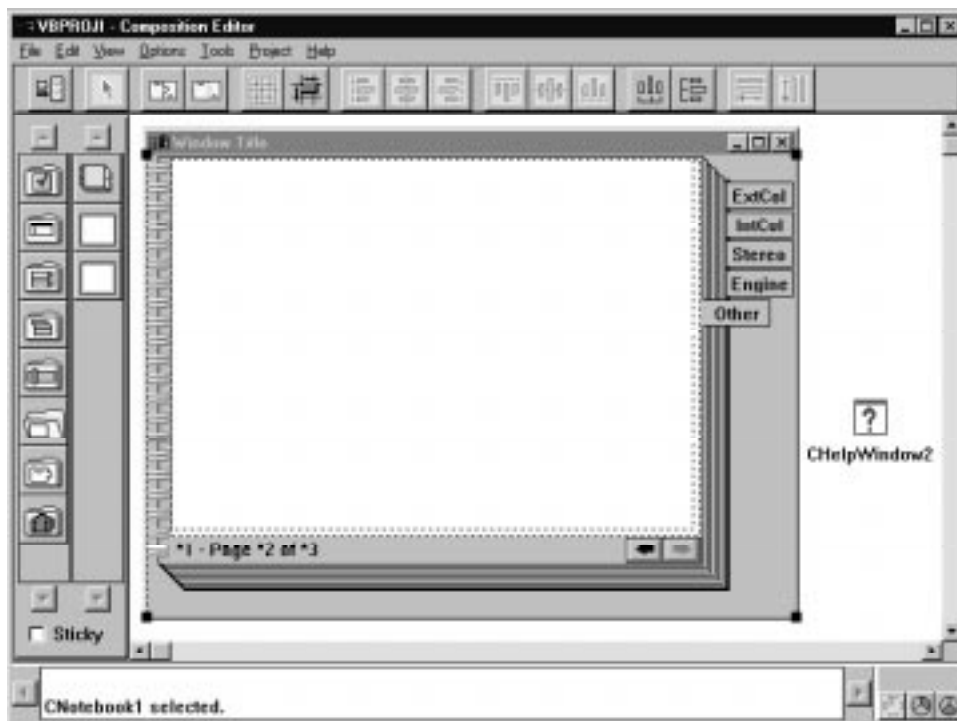 VBPROJI - Composition Editor
File Edit View Options Tools Project Help
Window Title
ExtCol
IntCol
Stereo
Engine
Other
?
CHelpWindow2
*1 - Page *2 of *3
Sticky
CNotebook1 selected.